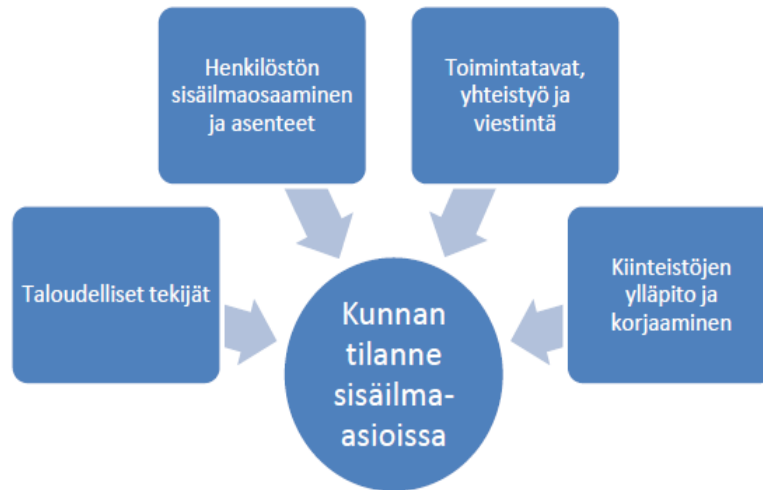 Henkilöstön
sisäilmaosaaminen
ja asenteet
Toimintatavat,
yhteistyö ja
viestintä
Taloudelliset tekijät
Kiinteistöjen
ylläpito ja
korjaaminen
Kunnan
tilanne
sisäilma-
asioissa